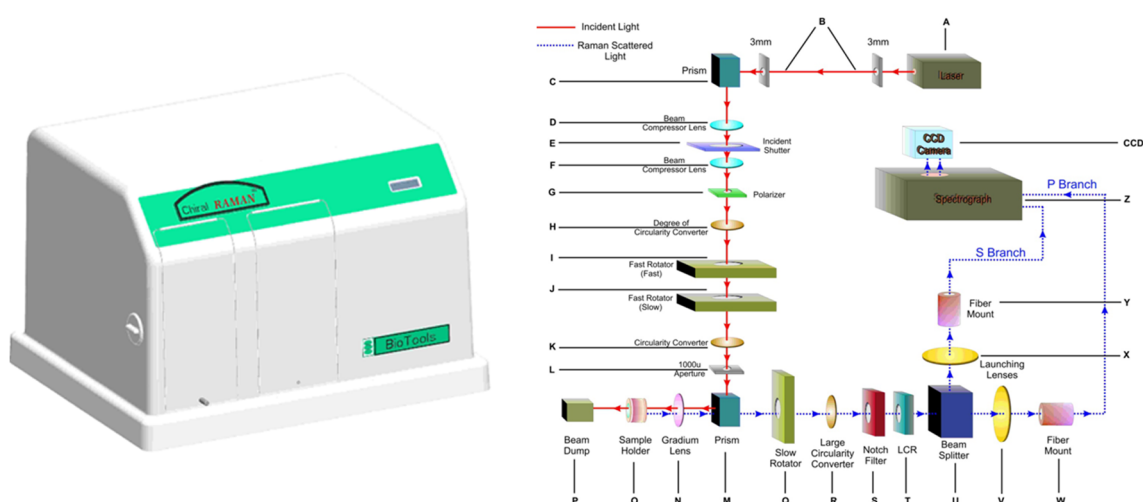 Chiral RAMAN
BioTools
Incident Light
Raman Scattered
Light
B
A
3mm
3mm
Laser
Prism
C
D
Beam
Compressor Lens
E
Incident
Shutter
F
Beam
Compressor Lens
G
Polarizer
H
Degree of
Circularity Converter
I
Fast Rotator
(Fast)
J
Fast Rotator
(Slow)
K
Circularity Converter
L
1000u
Aperture
CCD
Camera
CCD
P Branch
Spectrograph
Z
S Branch
Fiber
Mount
Y
X
Launching
Lenses
Beam
Dump
Sample
Holder
Gradium
Lens
Prism
Slow
Rotator
Large
Circularity
Converter
Notch
Filter
LCR
Beam
Splitter
Fiber
Mount
P
O
N
M
Q
R
S
T
U
V
W